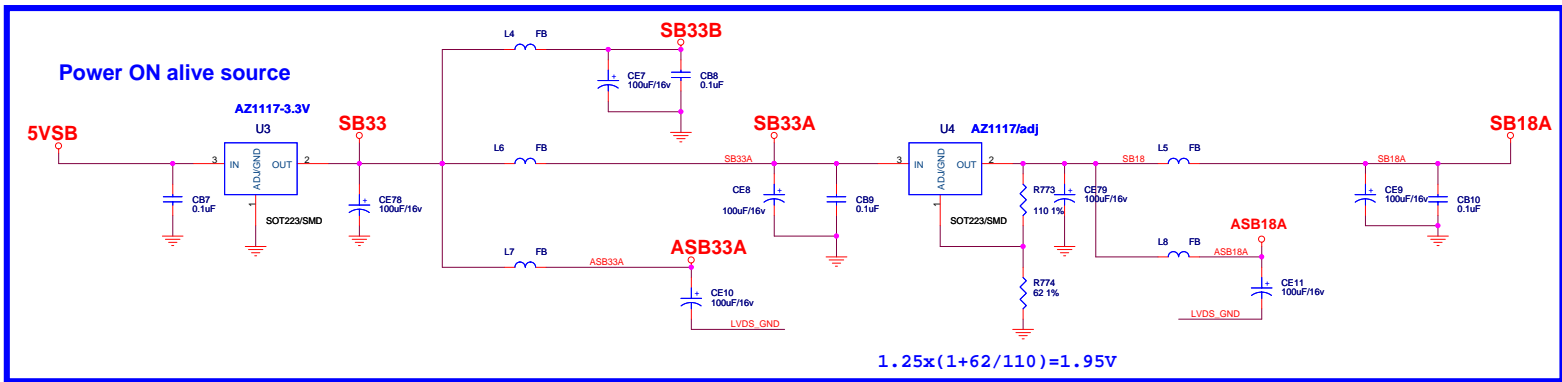 Power ON alive source
5VSB
CB7
0.1uF
AZ1117-3.3V
U3
3
IN
OUT
2
ADJ/GND
1
SOT223/SMD
SB33
CE78
100uF/16v
L4 FB
SB33B
CE7
100uF/16v
CB8
0.1uF
L6 FB
SB33A
SB33A
CE8
100uF/16v
CB9
0.1uF
L7 FB
ASB33A
ASB33A
CE10
100uF/16v
LVDS_GND
U4
AZ1117/adj
3
IN
OUT
2
ADJ/GND
1
SOT223/SMD
R773
110 1%
CE79
100uF/16v
R774
62 1%
SB18
L5 FB
SB18A
SB18A
CE9
100uF/16v
CB10
0.1uF
L8 FB
ASB18A
ASB18A
CE11
100uF/16v
LVDS_GND
1.25x(1+62/110)=1.95V